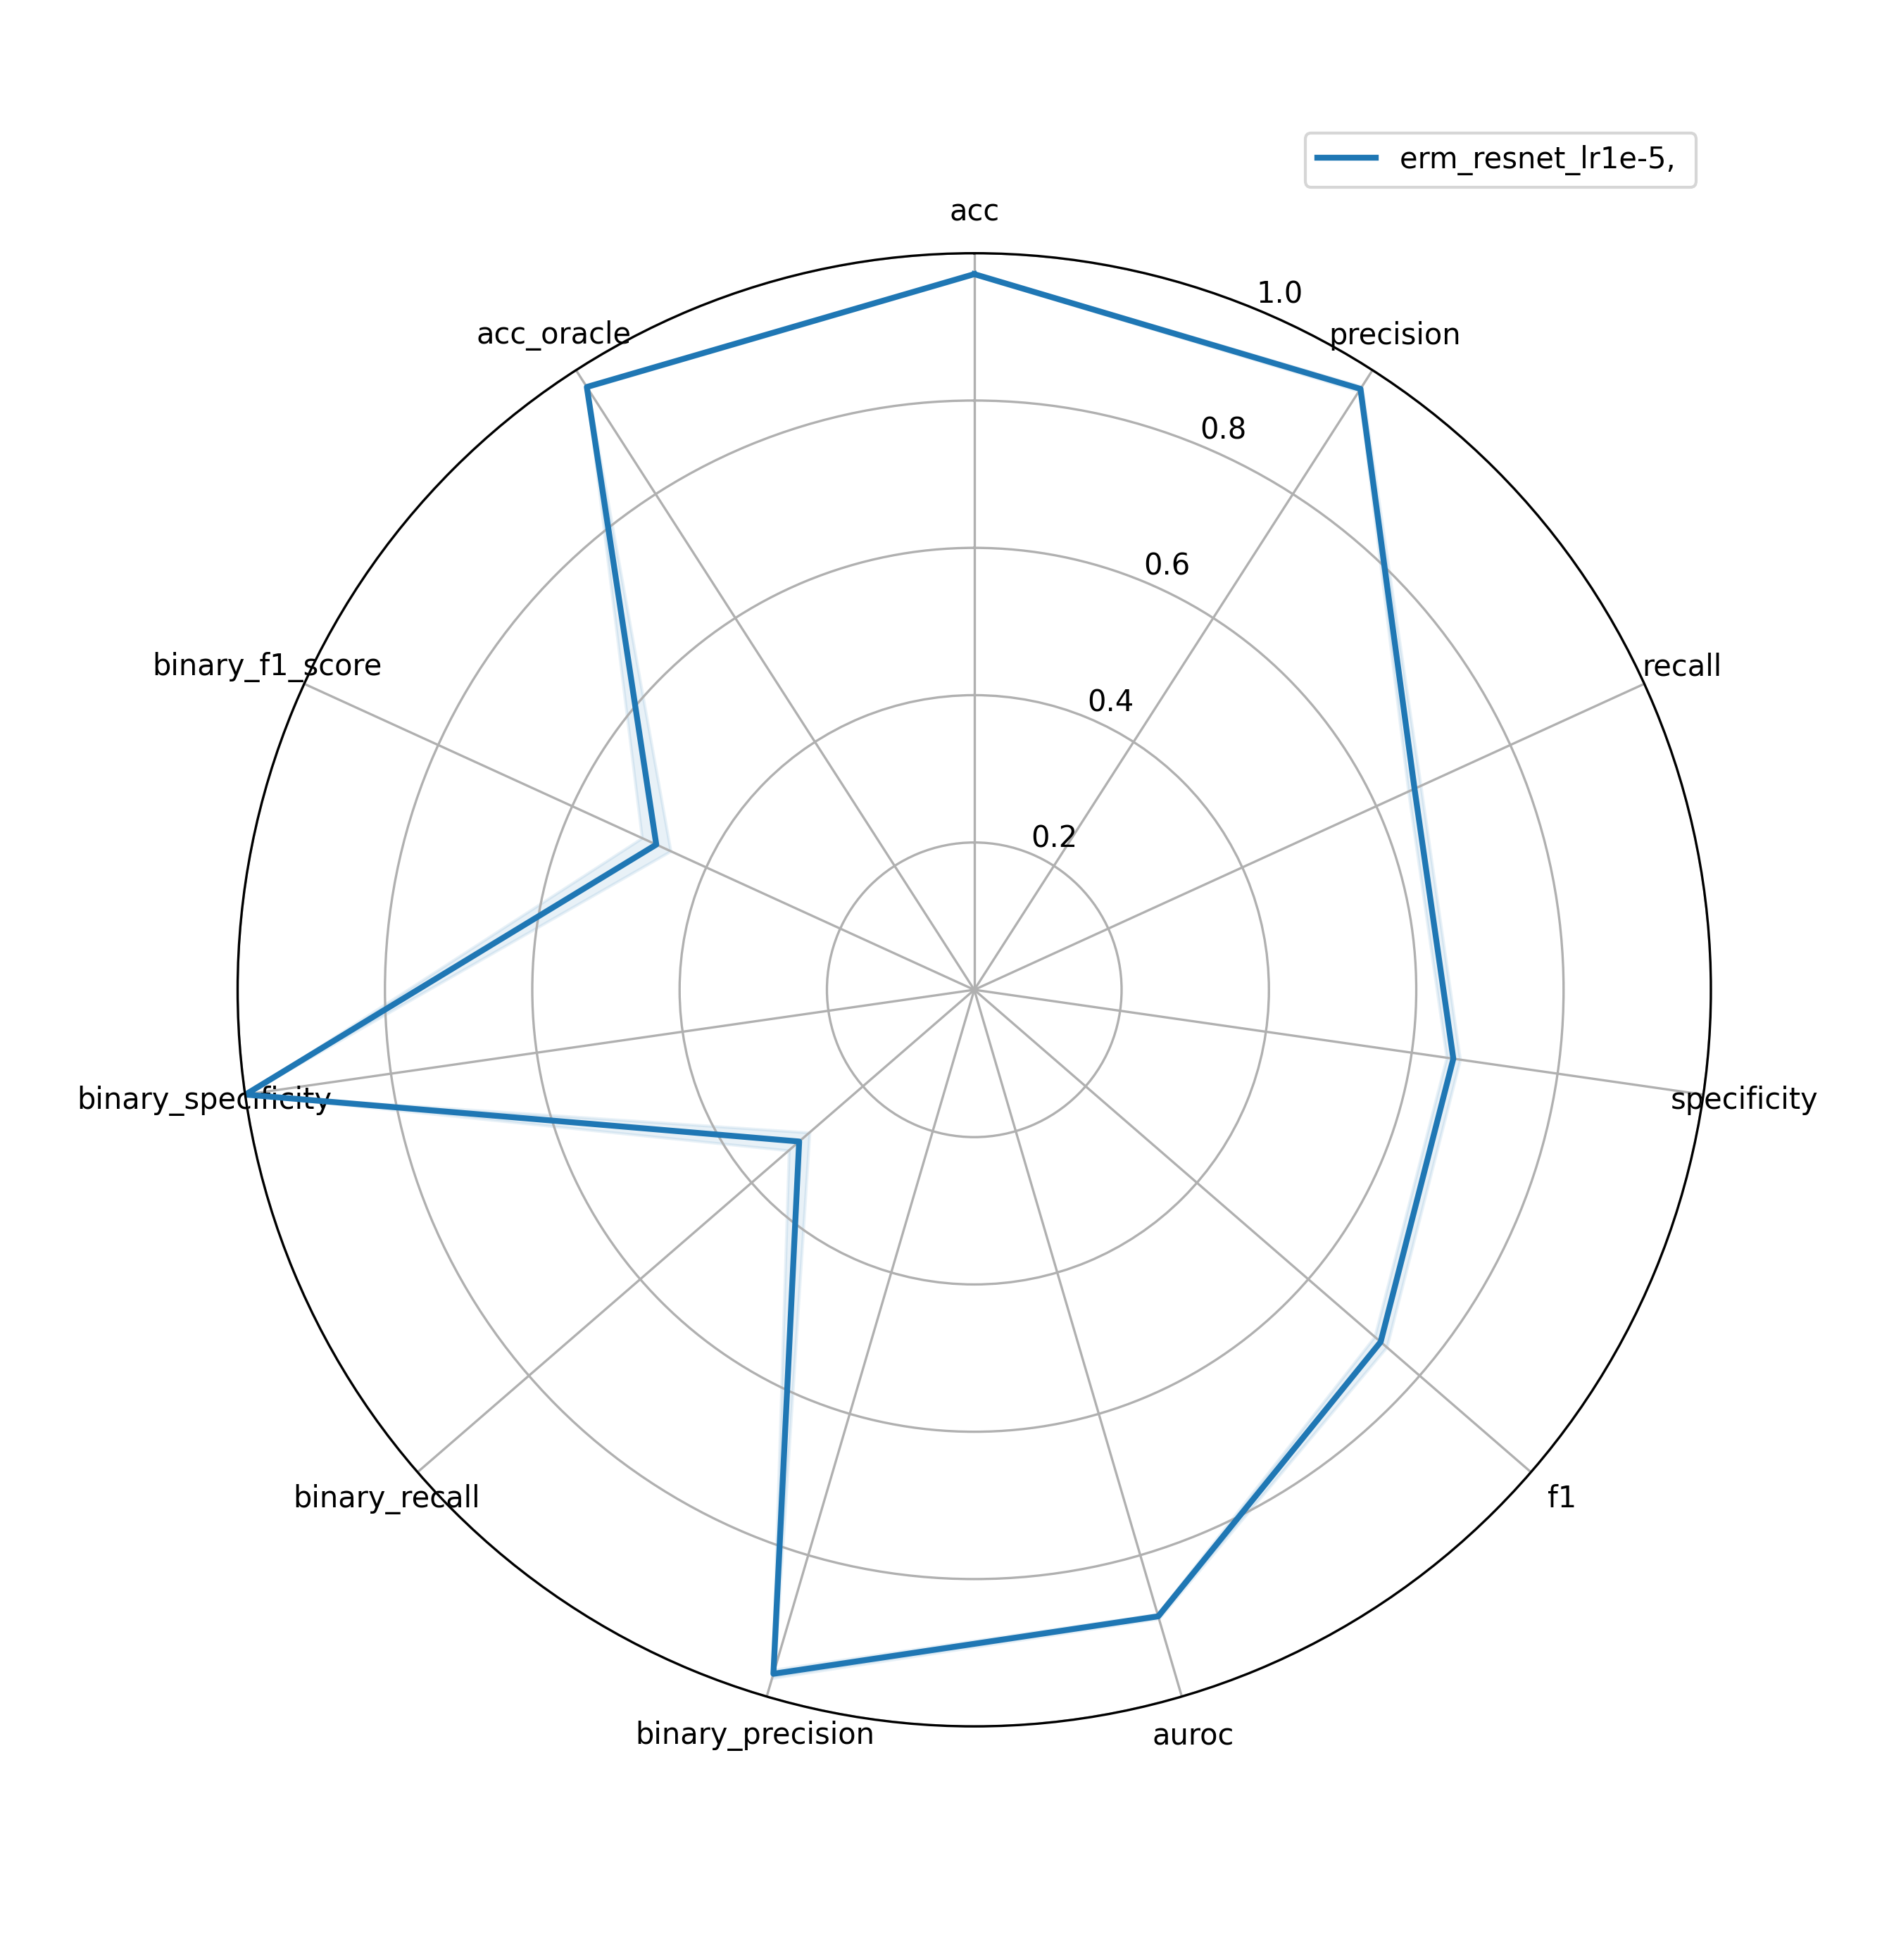 erm_resnet_lr1e-5,
acc
1.0
acc_oracle
precision
0.8
0.6
binary_f1_score
recall
0.4
0.2
binary_specificity
specificity
binary_recall
f1
binary_precision
auroc